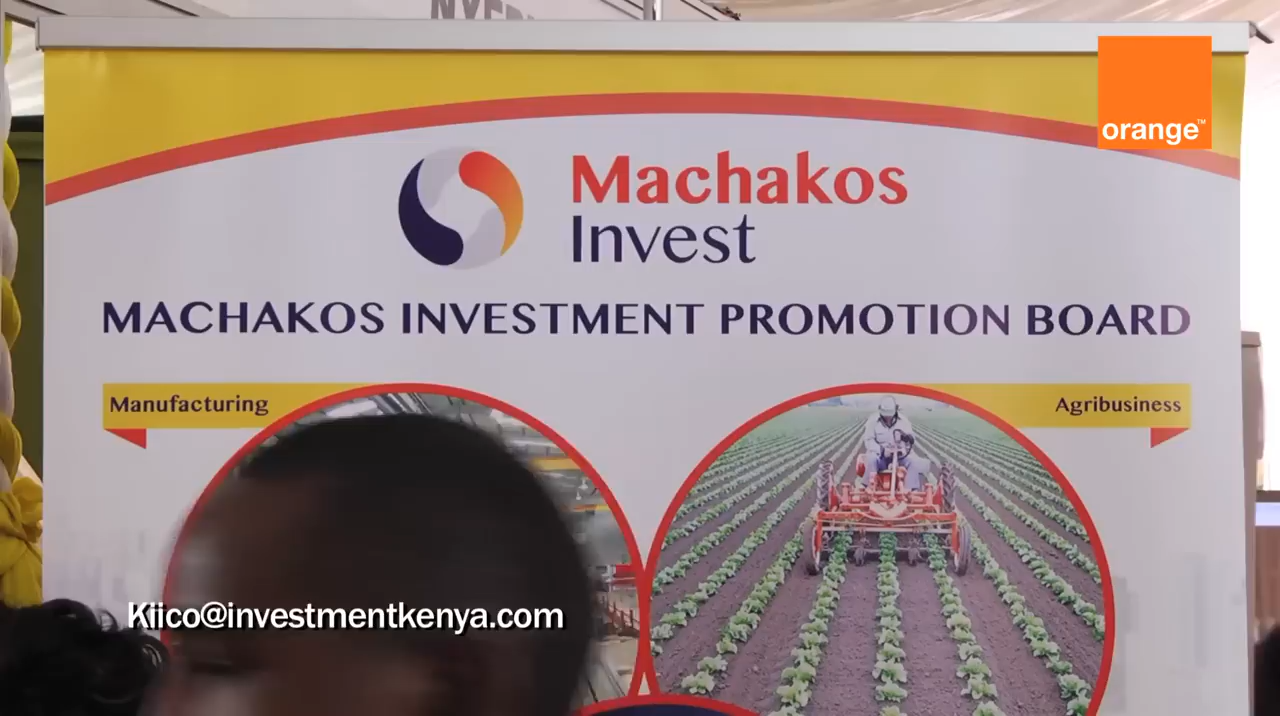 orange™
Machakos
Invest
MACHAKOS INVESTMENT PROMOTION BOARD
Manufacturing
Agribusiness
Kiico@investmentkenya.com